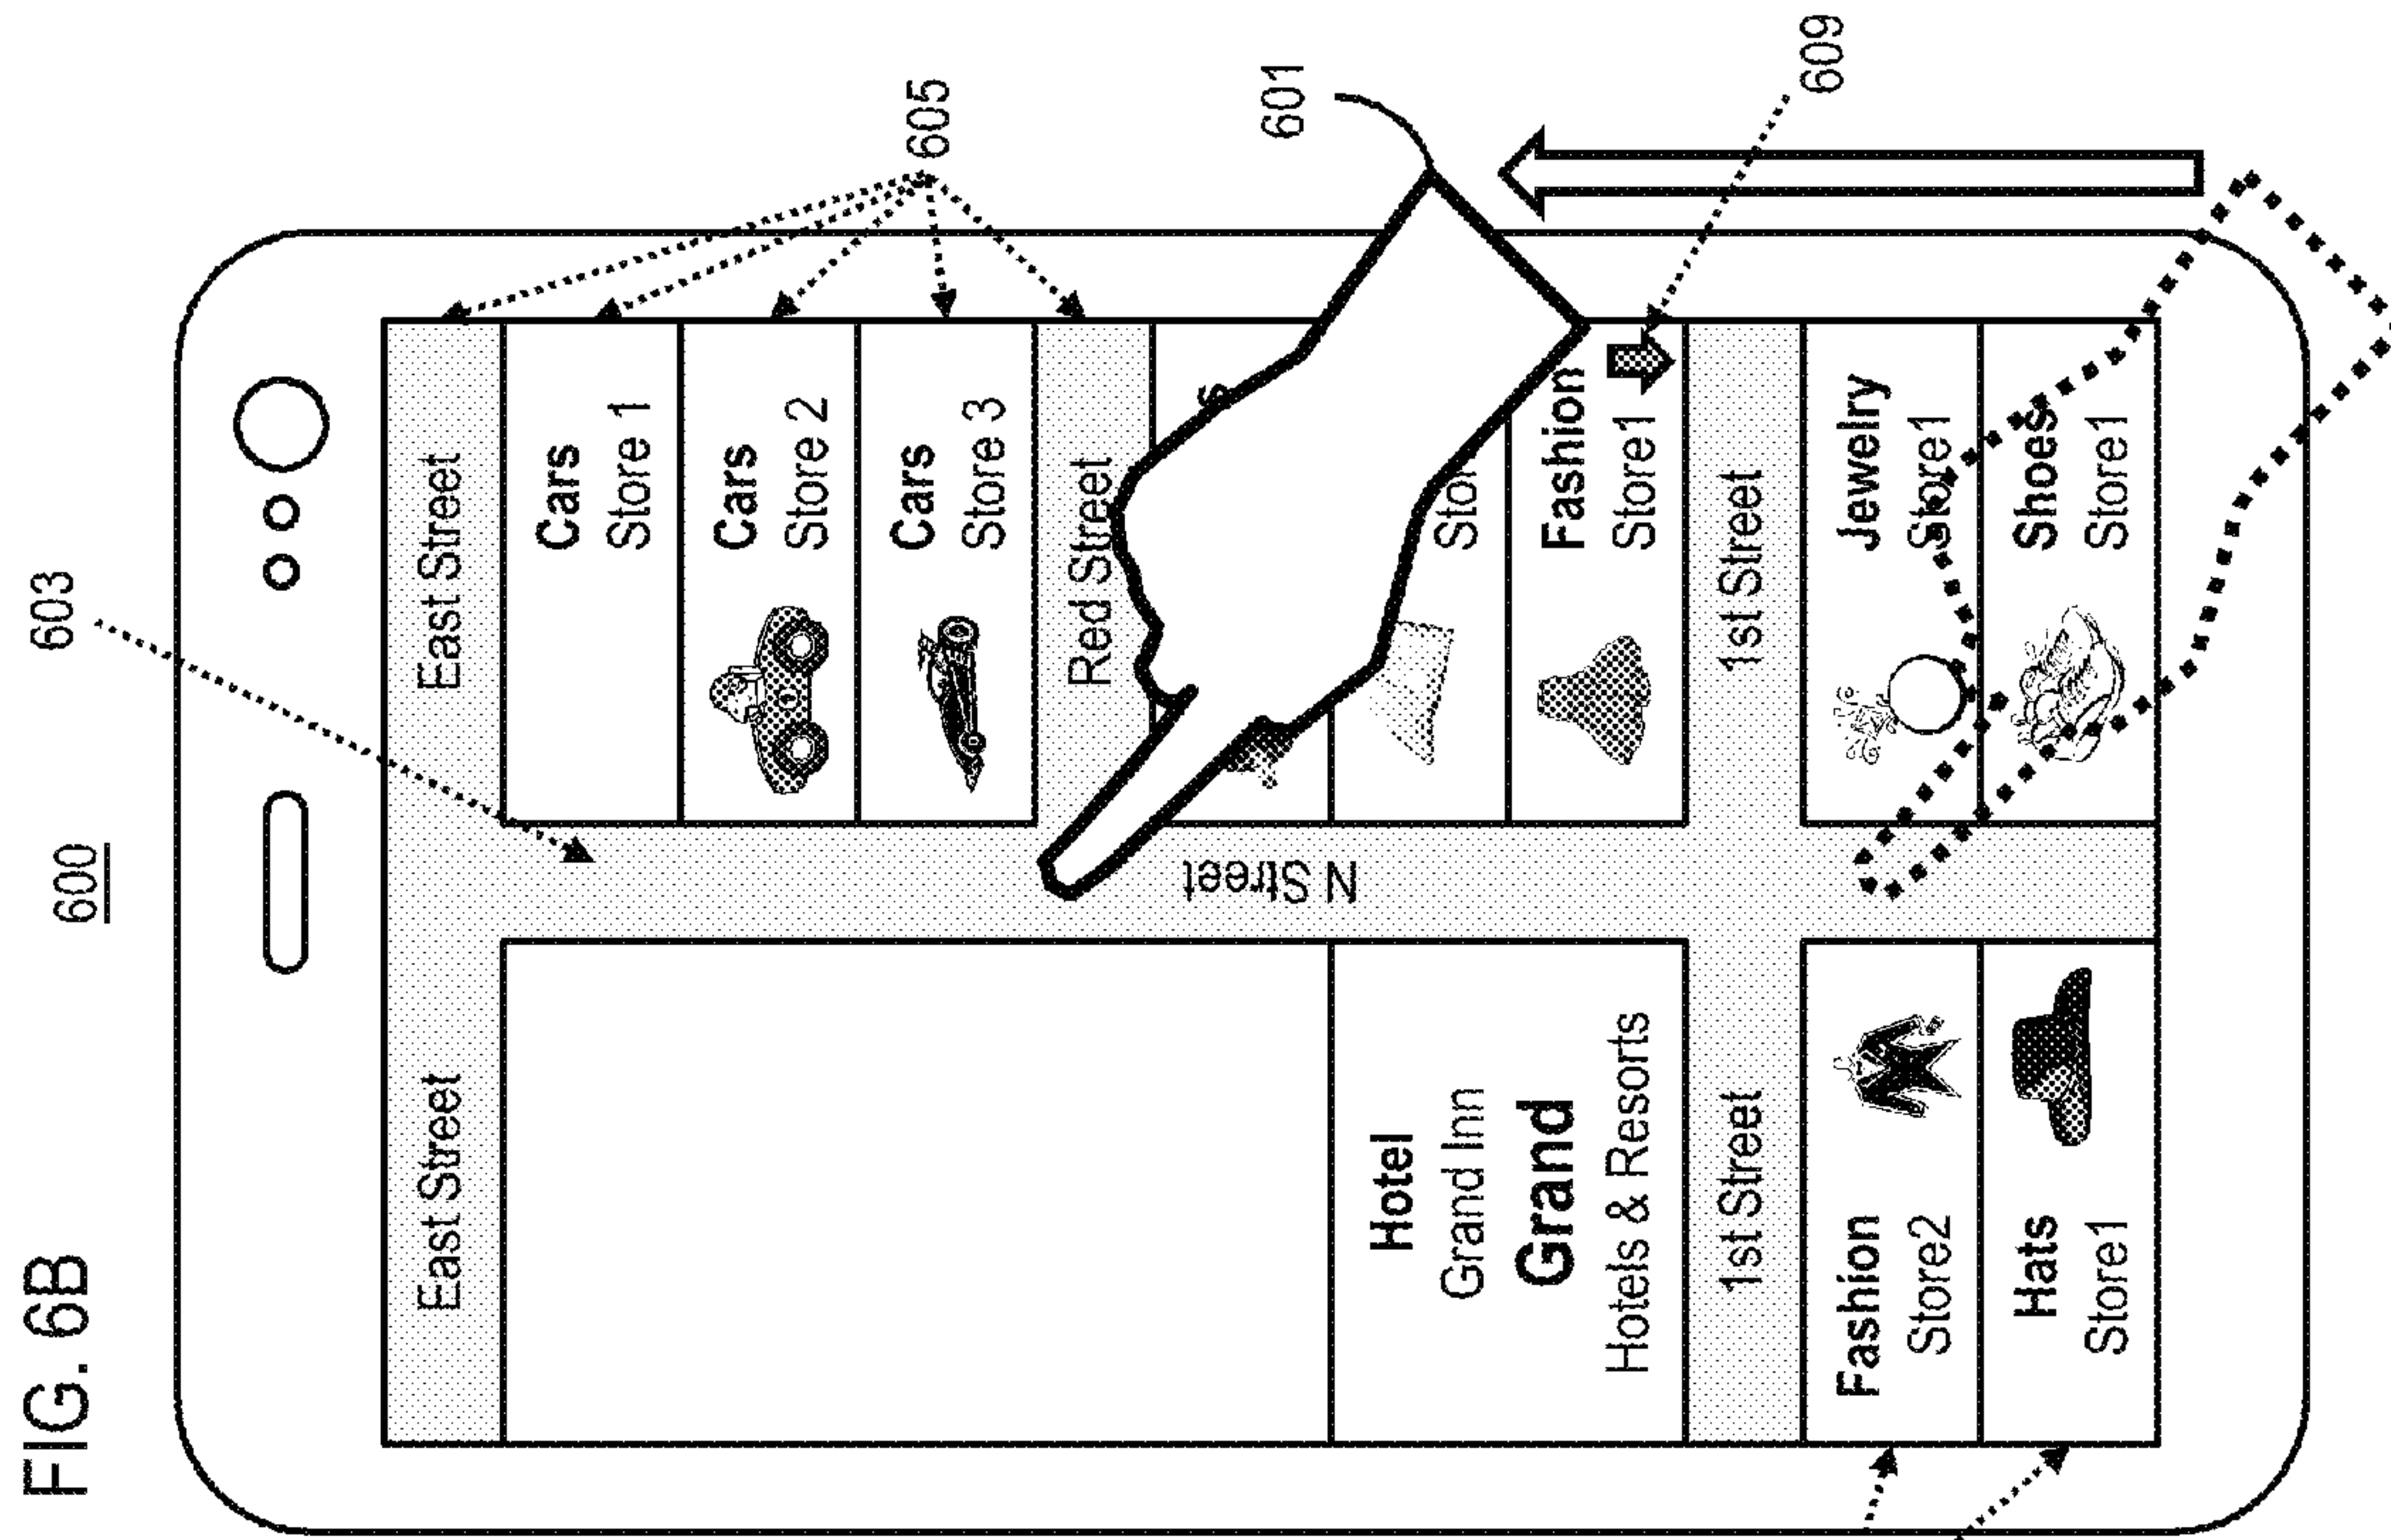 FIG. 6B
600
603
605
601
609
East Street
East Street
Cars
Store 1
Cars
Store 2
Cars
Store 3
Red Street
N Street
Hotel
Grand Inn
Grand
Hotels & Resorts
Fashion
Store1
1st Street
1st Street
Fashion
Store2
Jewelry
Store1
Hats
Store1
Shoes
Store1